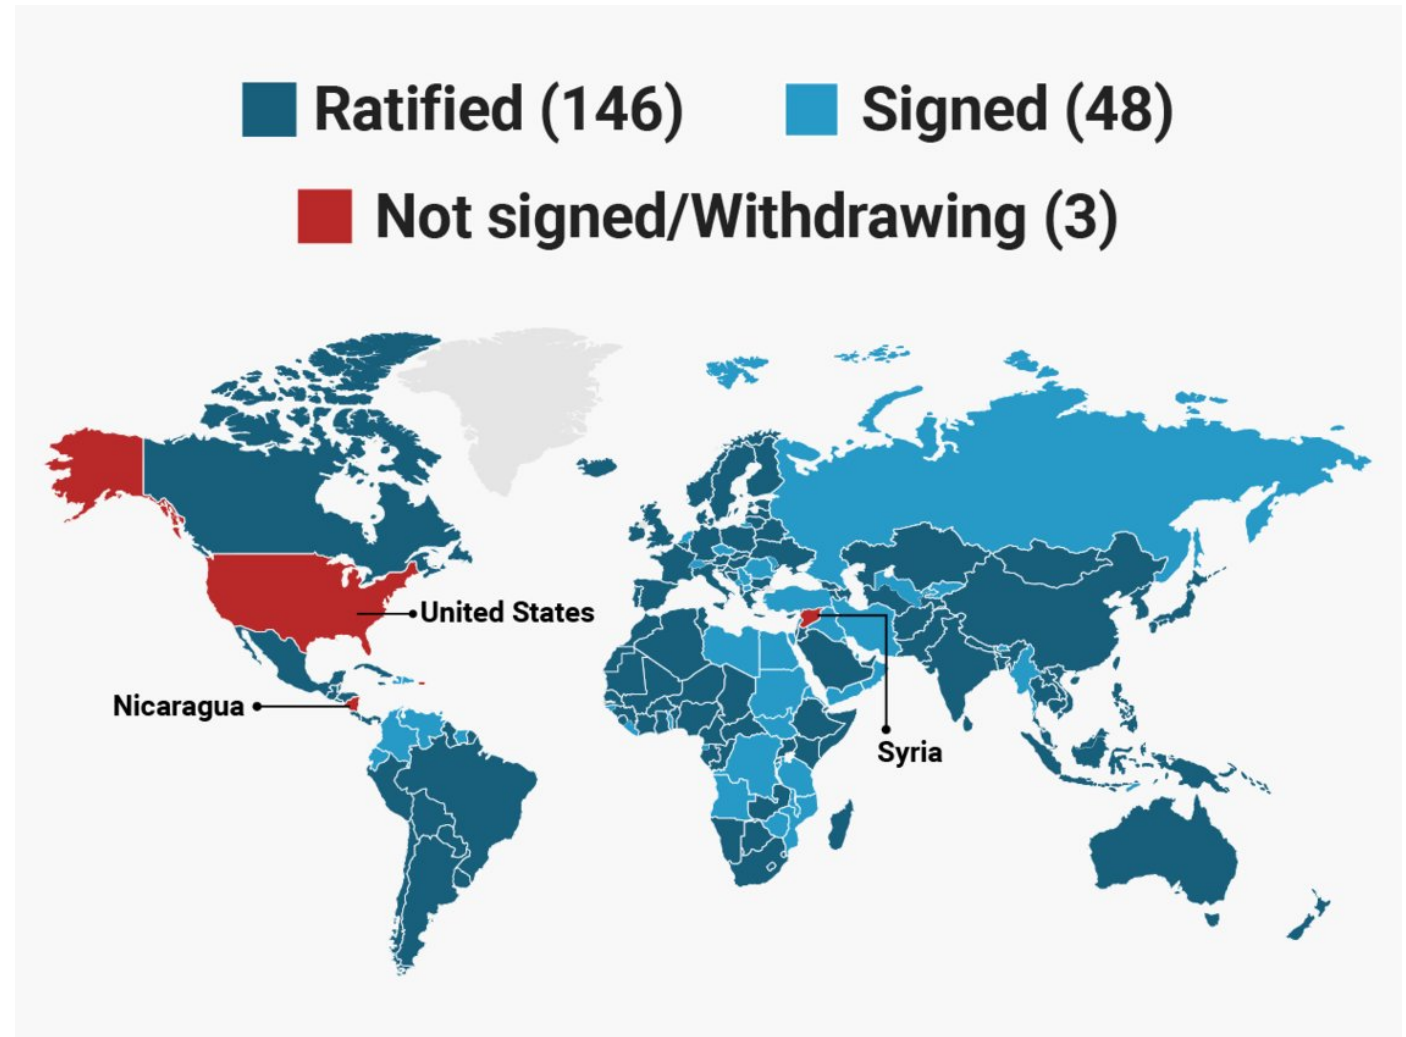 Ratified (146)
Signed (48)
Not signed/Withdrawing (3)
United States
Nicaragua
Syria